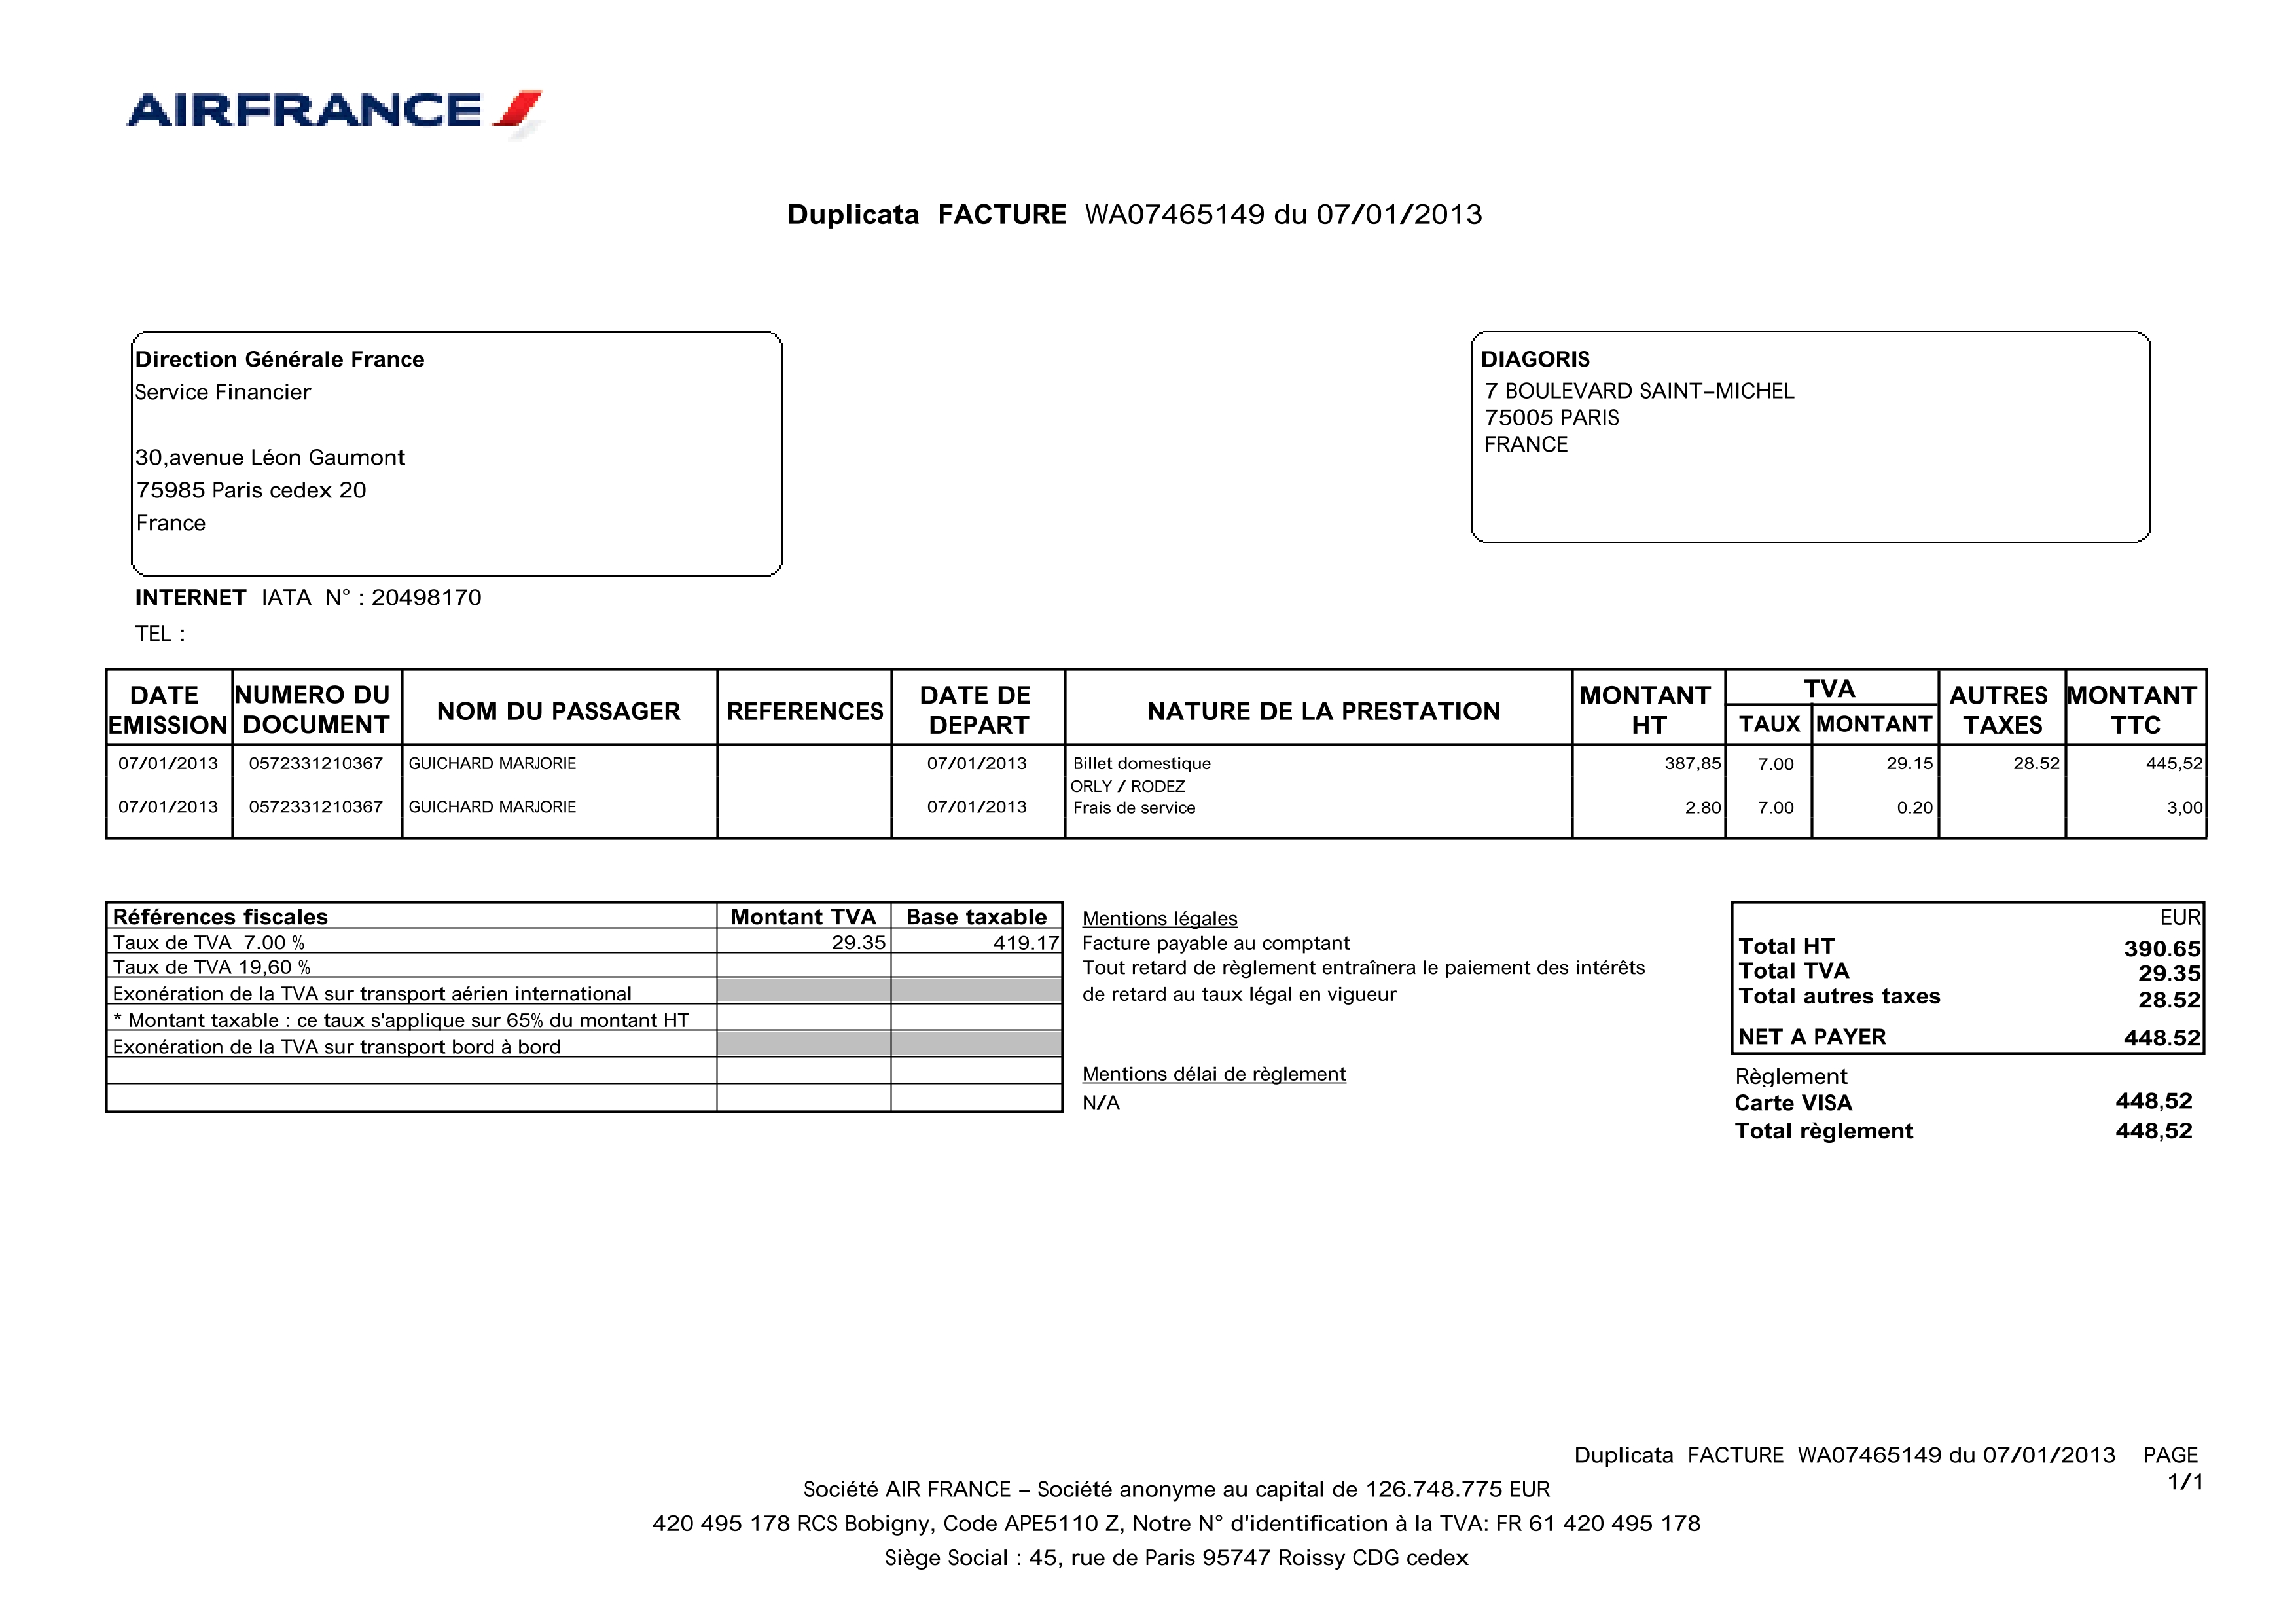 AIRFRANCE
Duplicata FACTURE WA07465149 du 07/01/2013
Direction Générale France
Service Financier
30,avenue Léon Gaumont
75985 Paris cedex 20
France
DIAGORIS
7 BOULEVARD SAINT-MICHEL
75005 PARIS
FRANCE
INTERNET IATA N° : 20498170
TEL :
DATE EMISSION NUMERO DU DOCUMENT NOM DU PASSAGER REFERENCES DATE DE DEPART NATURE DE LA PRESTATION MONTANT HT TVA TAUX MONTANT AUTRES TAXES MONTANT TTC
07/01/2013 0572331210367 GUICHARD MARJORIE 07/01/2013 Billet domestique 387,85 7.00 29.15 28.52 445,52
ORLY / RODEZ
07/01/2013 0572331210367 GUICHARD MARJORIE 07/01/2013 Frais de service 2.80 7.00 0.20 3,00
Références fiscales Montant TVA Base taxable
Taux de TVA 7.00 % 29.35 419.17
Taux de TVA 19,60 %
Exonération de la TVA sur transport aérien international
* Montant taxable : ce taux s'applique sur 65% du montant HT
Exonération de la TVA sur transport bord à bord
Mentions légales
Facture payable au comptant
Tout retard de règlement entraînera le paiement des intérêts
de retard au taux légal en vigueur
Mentions délai de règlement
N/A
EUR
Total HT 390.65
Total TVA 29.35
Total autres taxes 28.52
NET A PAYER 448.52
Règlement
Carte VISA 448,52
Total règlement 448,52
Duplicata FACTURE WA07465149 du 07/01/2013 PAGE
1/1
Société AIR FRANCE – Société anonyme au capital de 126.748.775 EUR
420 495 178 RCS Bobigny, Code APE5110 Z, Notre N° d'identification à la TVA: FR 61 420 495 178
Siège Social : 45, rue de Paris 95747 Roissy CDG cedex